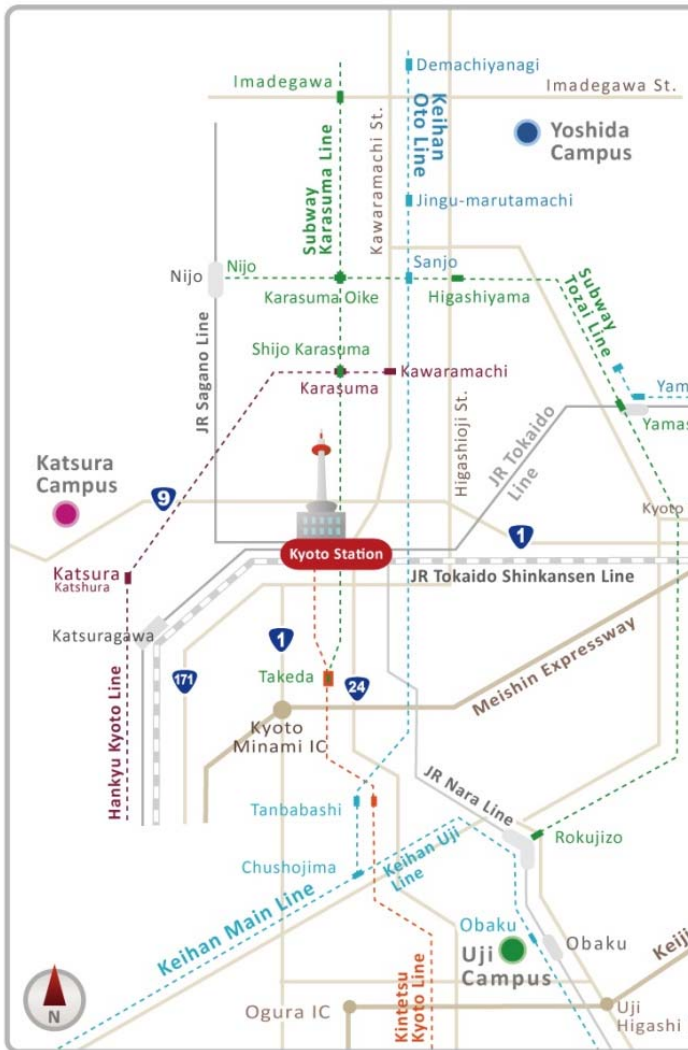 Demachiyanagi
Imadegawa
Imadegawa St.
Keihan
Oto Line
Kawaramachi St.
Subway
Karasuma Line
Yoshida
Campus
Jingu-marutamachi
Nijo
Nijo
Sanjo
Karasuma Oike
Higashiyama
Subway
Tozai Line
Shijo Karasuma
Karasuma
Kawaramachi
JR Sagano Line
Higashioji St.
JR Tokaido
Line
Yam
Yamas
Katsura
Campus
9
Kyoto
1
Kyoto Station
JR Tokaido Shinkansen Line
Katsura
Katshura
Katsuragawa
1
171
Takeda
24
Meishin Expressway
Kyoto
Minami IC
Hankyu Kyoto Line
JR Nara Line
Tanbabashi
Rokujizo
Chushojima
Keihan Uji
Line
Keihan Main Line
Obaku
Obaku
Uji
Campus
Keiji
Kintetsu
Kyoto Line
N
Ogura IC
Uji
Higashi